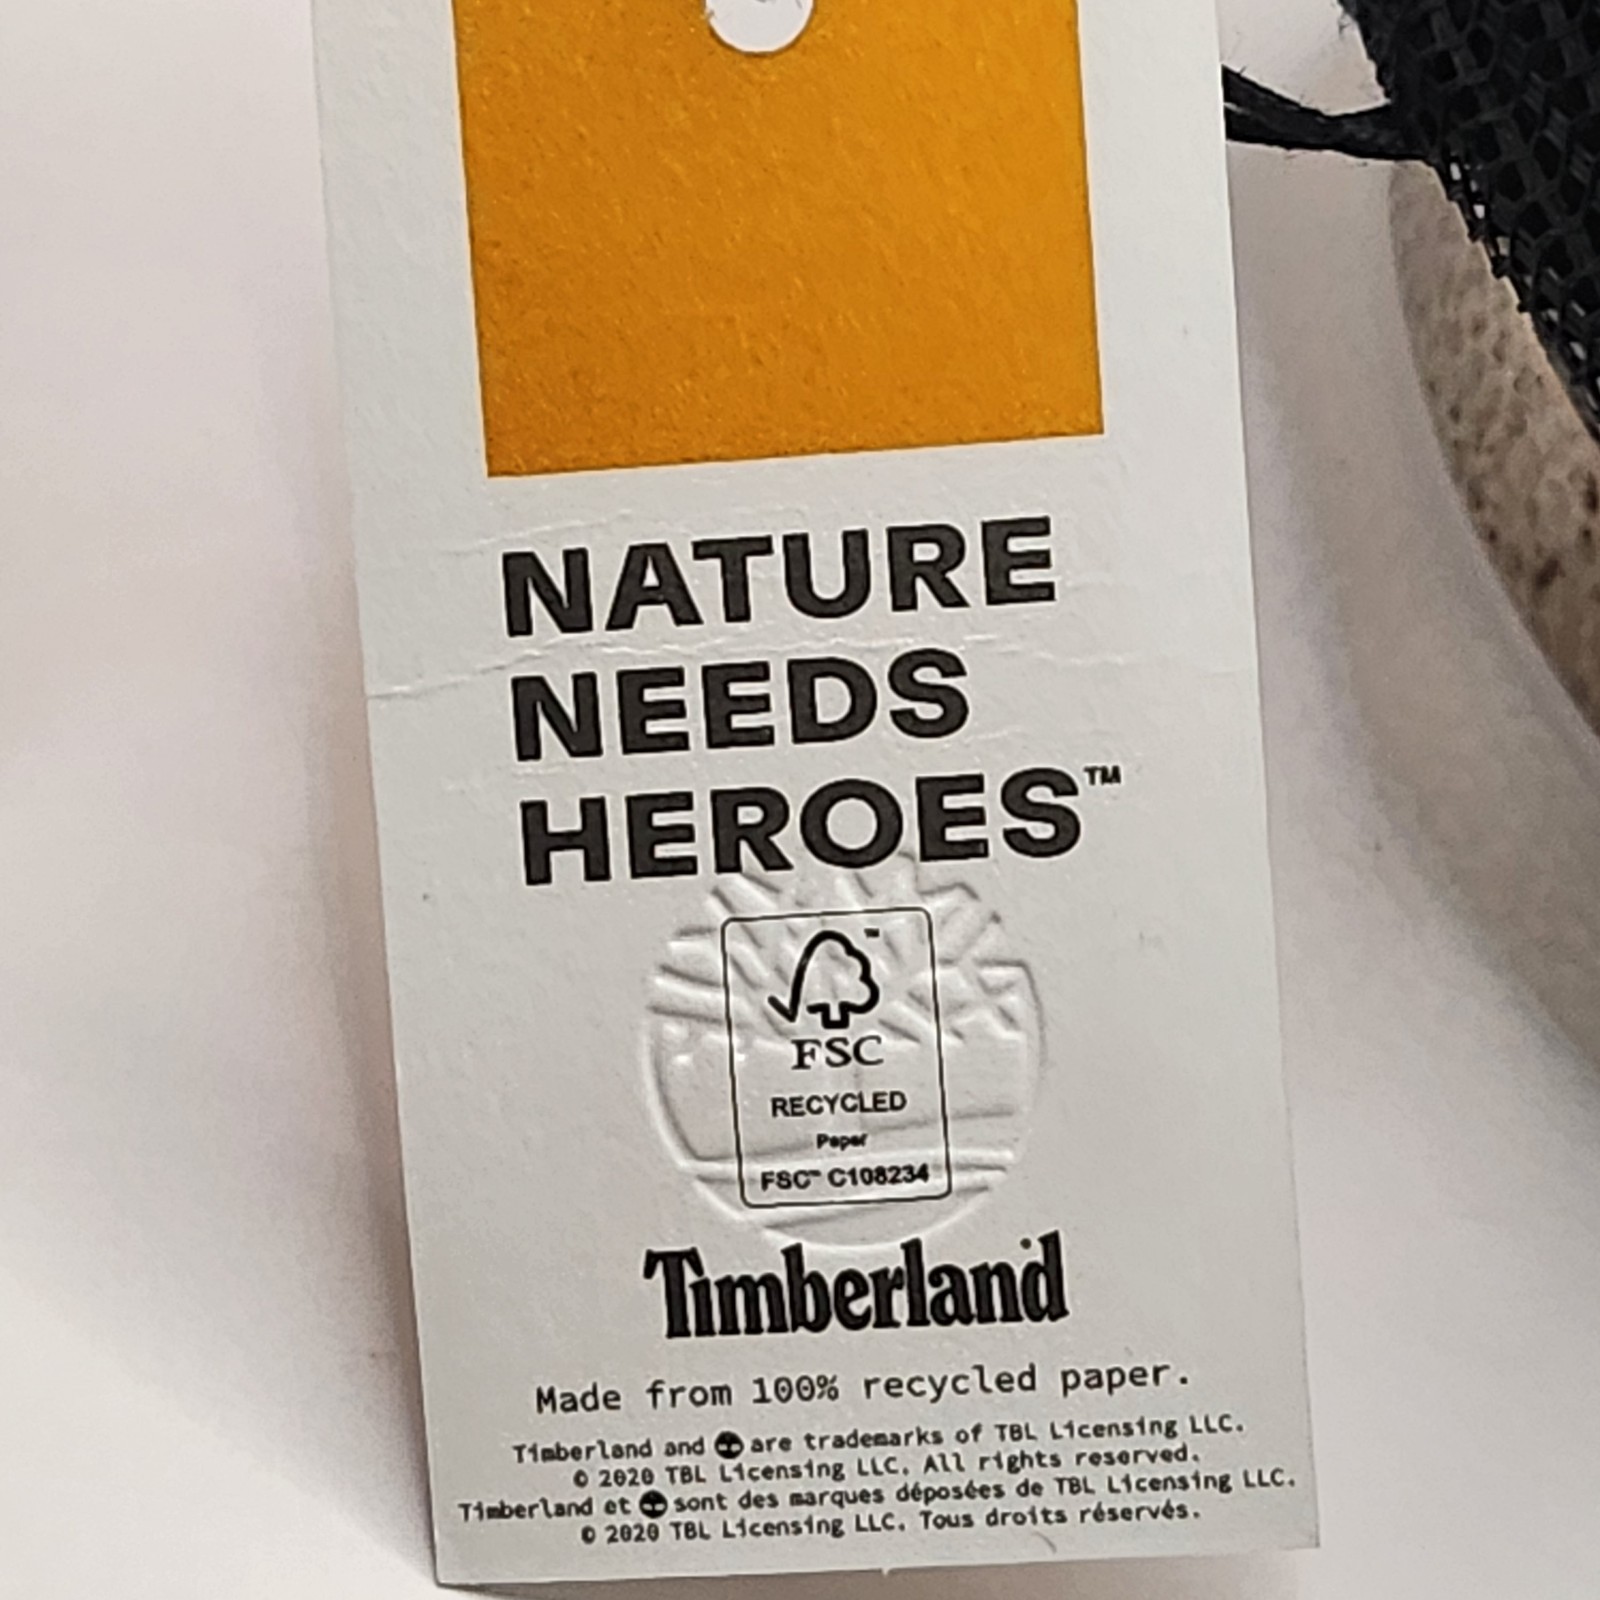 NATURE
NEEDS
HEROES™
FSC
RECYCLED
Paper
FSC™ C108234
Timberland
Made from 100% recycled paper.
Timberland and are trademarks of TBL Licensing LLC.
© 2020 TBL Licensing LLC. All rights reserved.
Timberland et sont des marques déposées de TBL Licensing LLC.
© 2020 TBL Licensing LLC. Tous droits réservés.